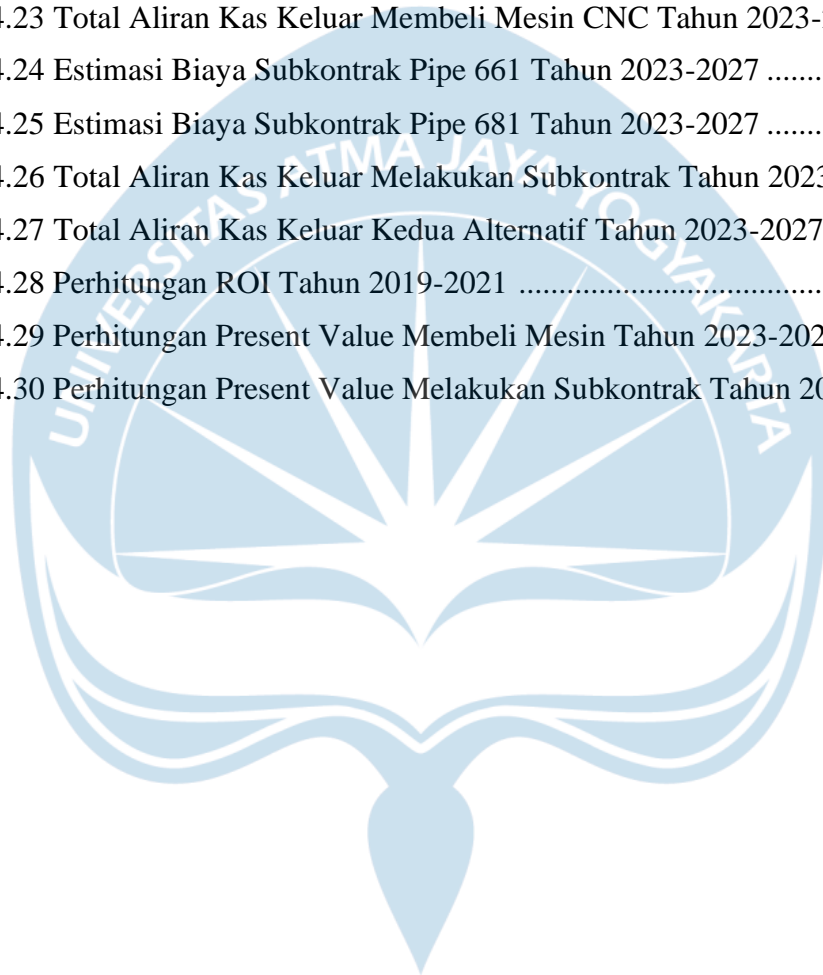 4.23 Total Aliran Kas Keluar Membeli Mesin CNC Tahun 2023-
4.24 Estimasi Biaya Subkontrak Pipe 661 Tahun 2023-2027 .......
4.25 Estimasi Biaya Subkontrak Pipe 681 Tahun 2023-2027 .......
4.26 Total Aliran Kas Keluar Melakukan Subkontrak Tahun 2023
4.27 Total Aliran Kas Keluar Kedua Alternatif Tahun 2023-2027
4.28 Perhitungan ROI Tahun 2019-2021 .......................................
4.29 Perhitungan Present Value Membeli Mesin Tahun 2023-202
4.30 Perhitungan Present Value Melakukan Subkontrak Tahun 20
UNIVERSITAS ATMA JAYA YOGYAKARTA